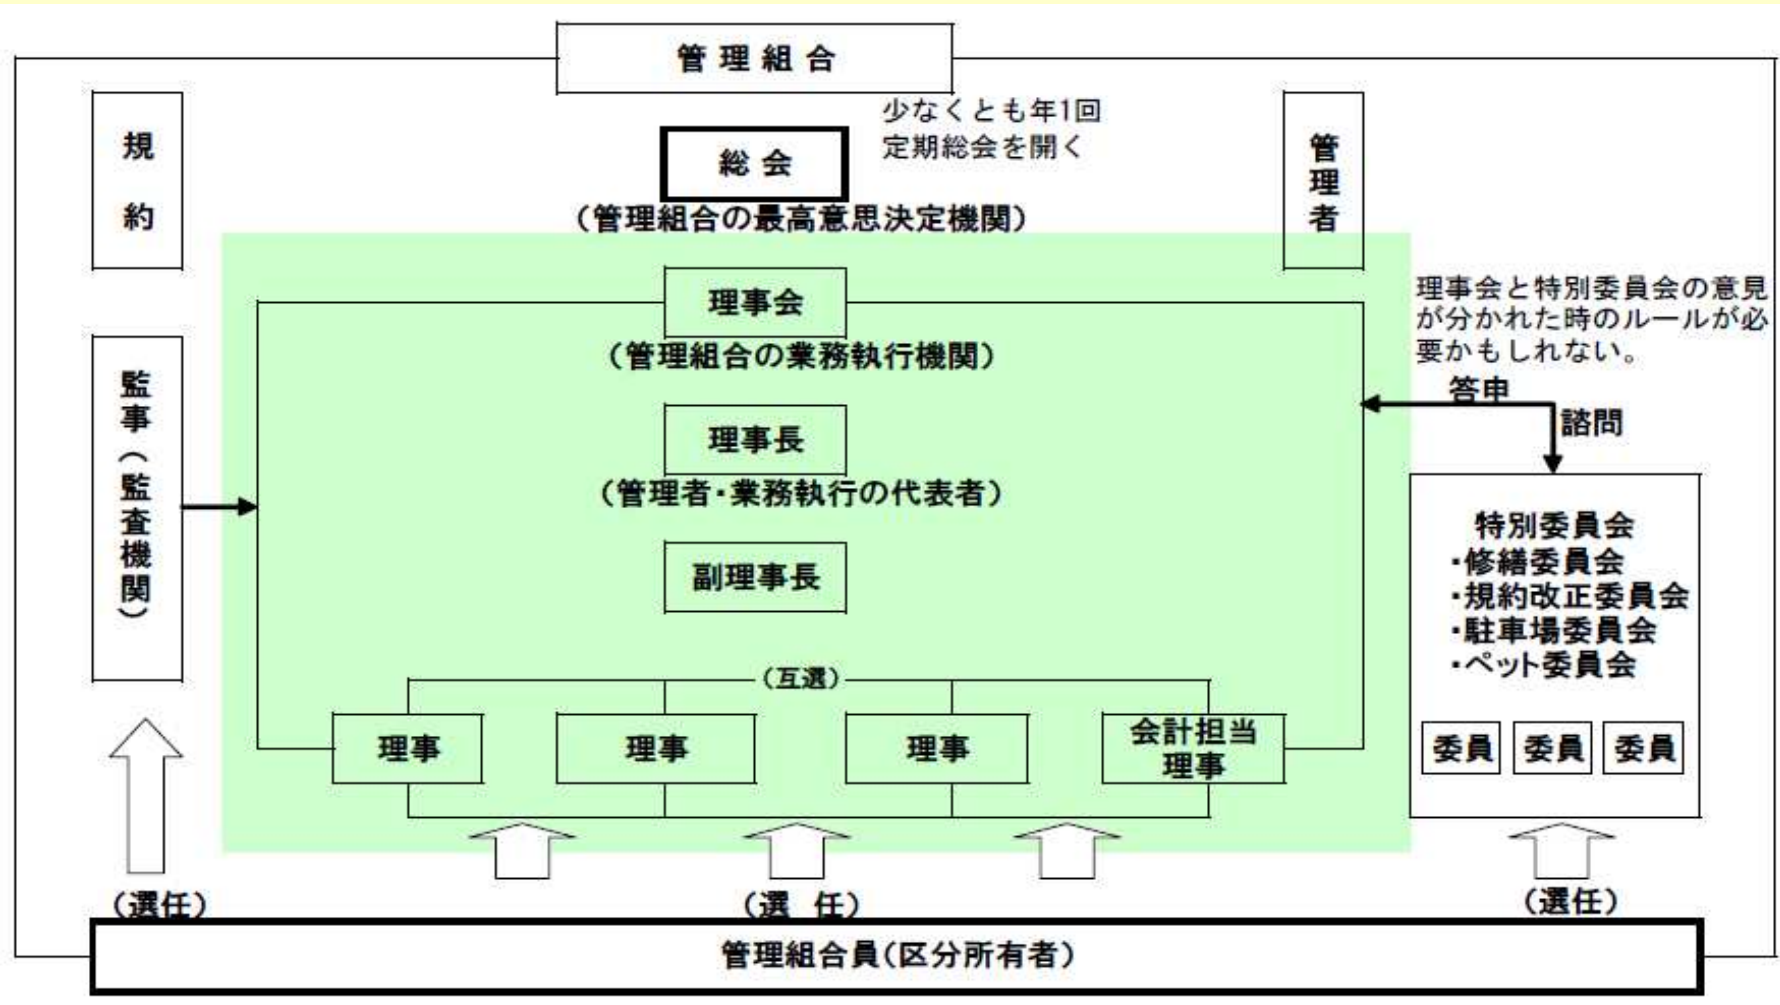 管理組合
少なくとも年1回
定期総会を開く
規約
総会
管理者
（管理組合の最高意思決定機関）
理事会
（管理組合の業務執行機関）
理事会と特別委員会の意見
が分かれた時のルールが必
要かもしれない。
答申
諮問
監事（監査機関）
理事長
（管理者・業務執行の代表者）
副理事長
特別委員会
・修繕委員会
・規約改正委員会
・駐車場委員会
・ペット委員会
（互選）
理事
理事
理事
会計担当
理事
委員
委員
委員
（選任）
（選　任）
（選任）
管理組合員（区分所有者）